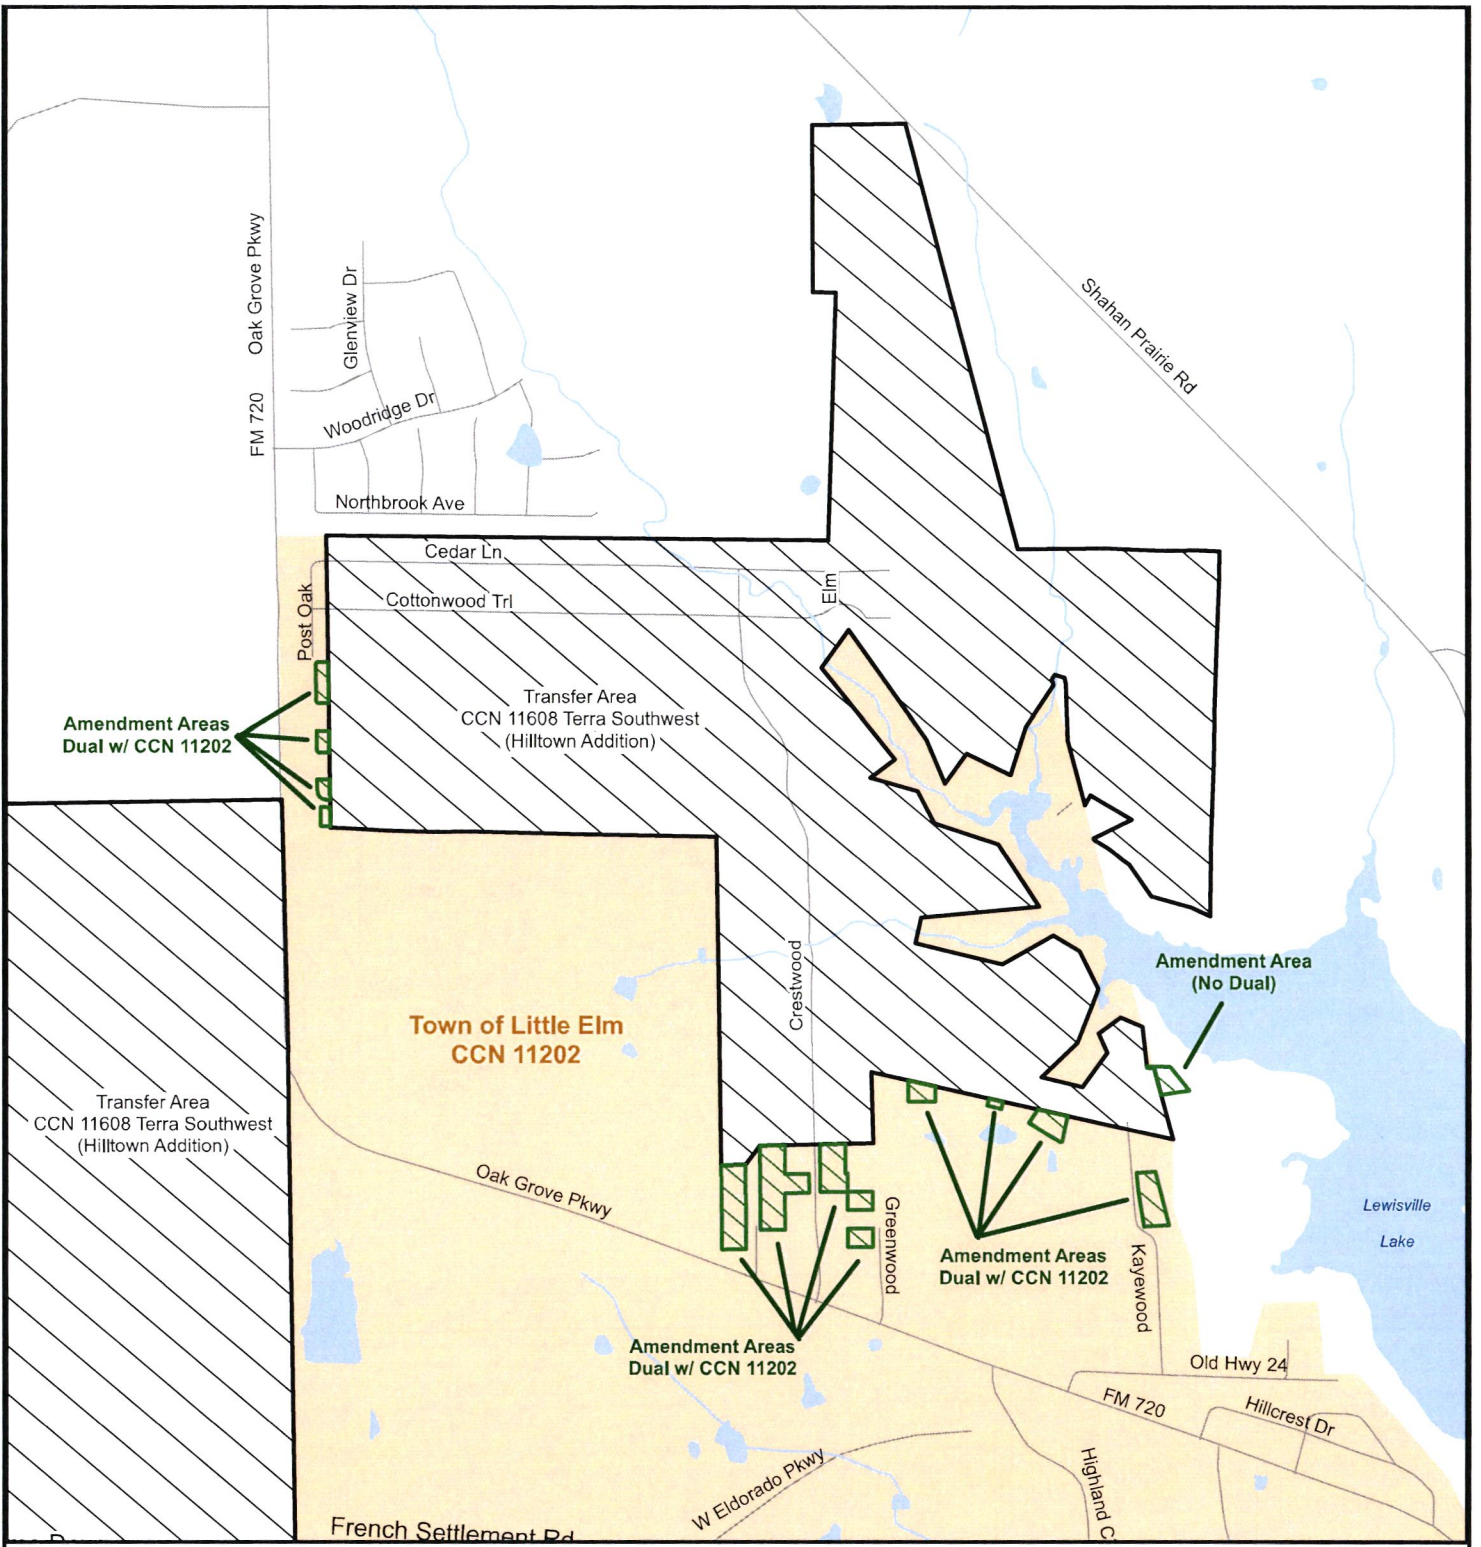 Oak Grove Pkwy
Glenview Dr
Shahan Prairie Rd
FM 720
Woodridge Dr
Northbrook Ave
Cedar Ln
Elm
Cottonwood Trl
Post Oak
Transfer Area
CCN 11608 Terra Southwest
(Hilltown Addition)
Amendment Areas
Dual w/ CCN 11202
Crestwood
Amendment Area
(No Dual)
Town of Little Elm
CCN 11202
Transfer Area
CCN 11608 Terra Southwest
(Hilltown Addition)
Oak Grove Pkwy
Greenwood
Lewisville
Lake
Amendment Areas
Dual w/ CCN 11202
Kayewood
Amendment Areas
Dual w/ CCN 11202
Old Hwy 24
FM 720
Hillcrest Dr
W Eldorado Pkwy
Highland C
French Settlement Rd